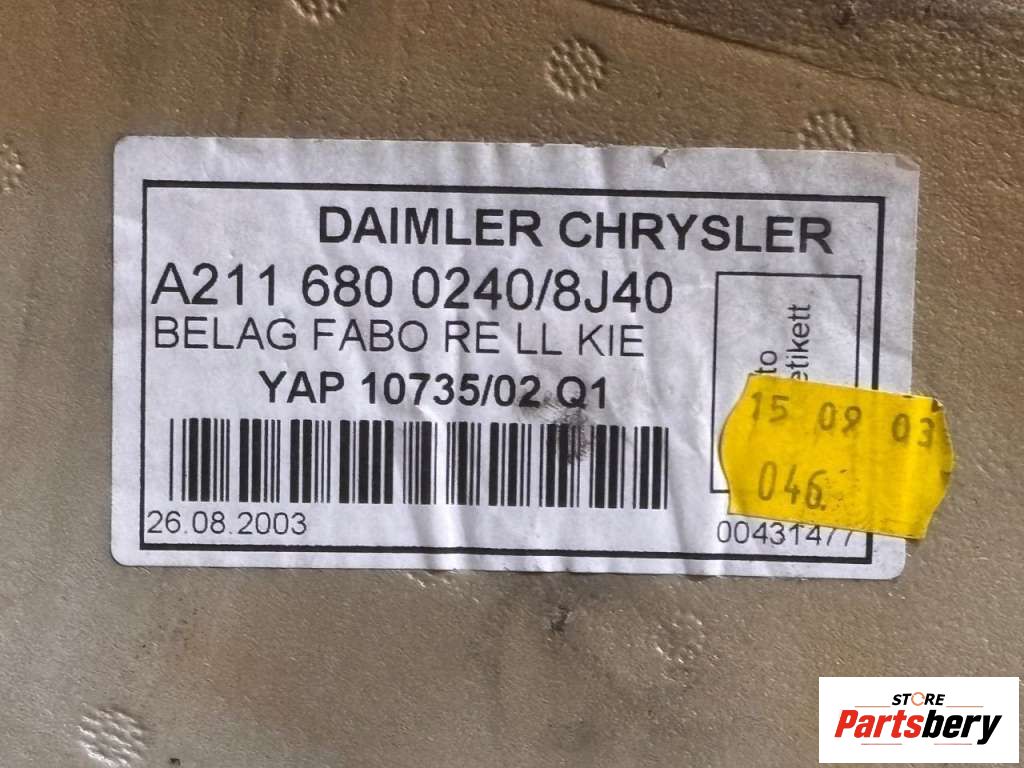 DAIMLER CHRYSLER
A211 680 0240/8J40
BELAG FABO RE LL KIE
YAP 10735/02 Q1
etikett
15 09 03
046
26.08.2003
00431477
STORE
Partsbery